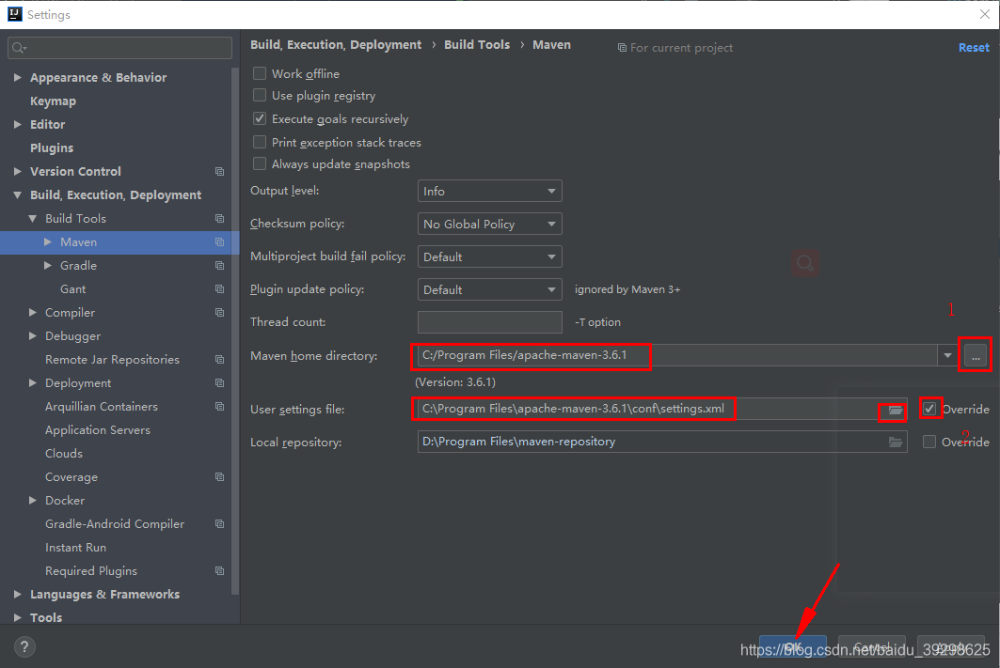 Settings
Build, Execution, Deployment › Build Tools › Maven For current project Reset
Appearance & Behavior
Keymap
Editor
Plugins
Version Control
Build, Execution, Deployment
Build Tools
Maven
Gradle
Gant
Compiler
Debugger
Remote Jar Repositories
Deployment
Arquillian Containers
Application Servers
Clouds
Coverage
Docker
Gradle-Android Compiler
Instant Run
Required Plugins
Languages & Frameworks
Tools
Work offline
Use plugin registry
Execute goals recursively
Print exception stack traces
Always update snapshots
Output level: Info
Checksum policy: No Global Policy
Multiproject build fail policy: Default
Plugin update policy: Default ignored by Maven 3+
Thread count: -T option
1
Maven home directory: C:/Program Files/apache-maven-3.6.1 ...
(Version: 3.6.1)
User settings file: C:\Program Files\apache-maven-3.6.1\conf\settings.xml Override
2
Local repository: D:\Program Files\maven-repository Override
?
OK Cancel Apply
https://blog.csdn.net/baidu_39298625